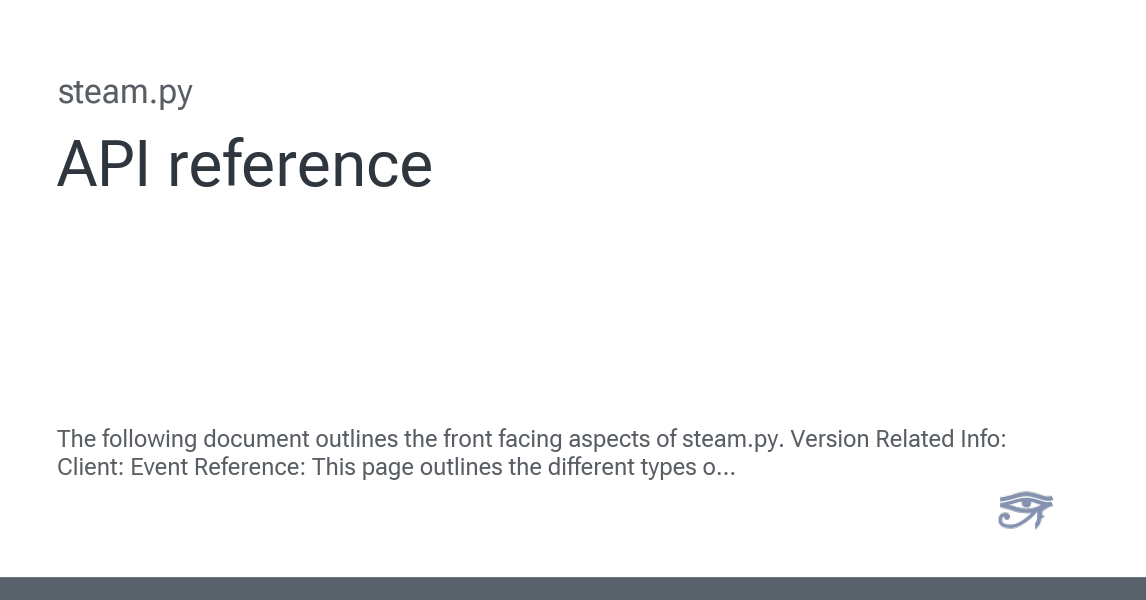 steam.py
API reference
The following document outlines the front facing aspects of steam.py. Version Related Info:
Client: Event Reference: This page outlines the different types o...